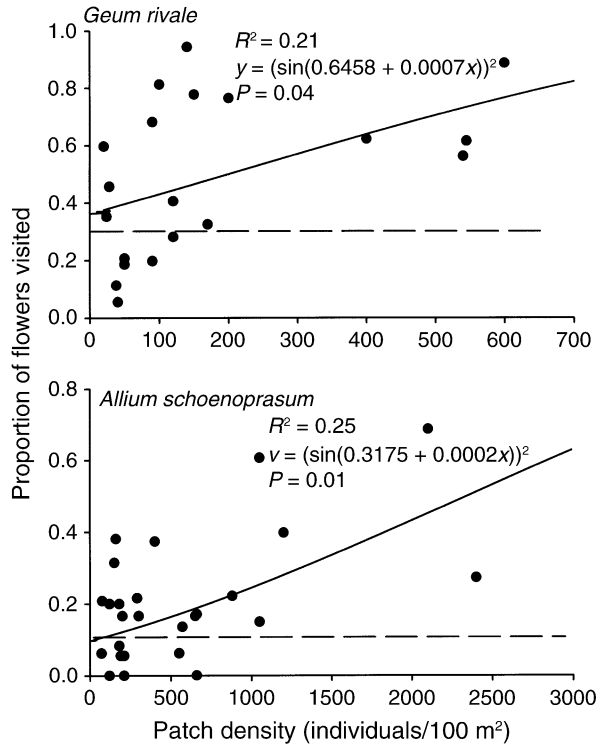 Geum rivale
R² = 0.21
y = (sin(0.6458 + 0.0007x))²
P = 0.04
1.0
0.8
0.6
0.4
0.2
0.0
0 100 200 300 400 500 600 700
Proportion of flowers visited
Allium schoenoprasum
R² = 0.25
v = (sin(0.3175 + 0.0002x))²
P = 0.01
0.8
0.6
0.4
0.2
0.0
0 500 1000 1500 2000 2500 3000
Patch density (individuals/100 m²)